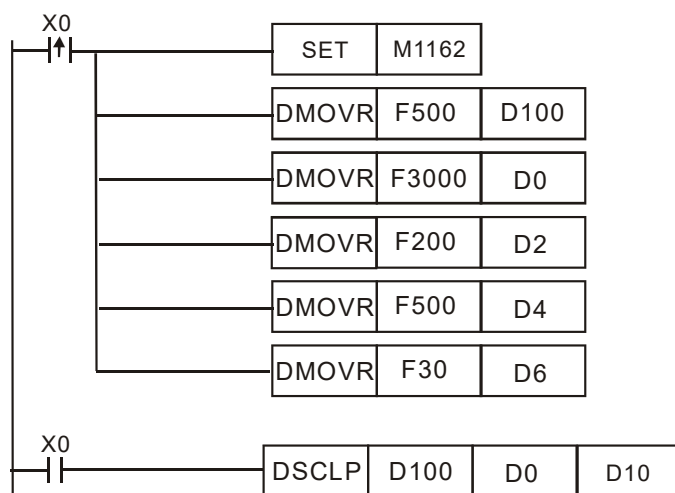 X0
SET M1162
DMOVR F500 D100
DMOVR F3000 D0
DMOVR F200 D2
DMOVR F500 D4
DMOVR F30 D6
X0
DSCLP D100 D0 D10